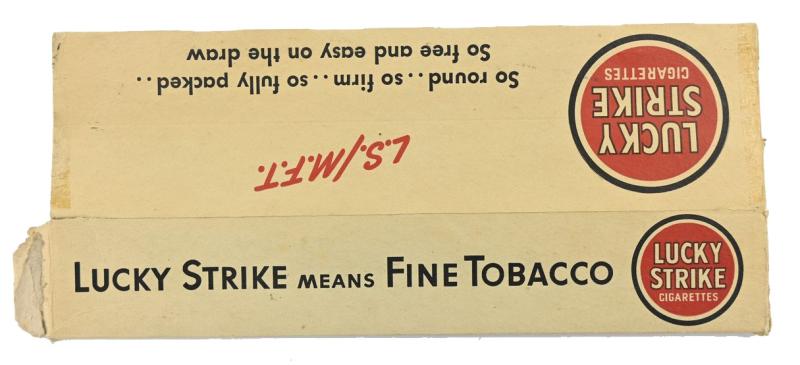 LUCKY
STRIKE
CIGARETTES
L.S./M.F.T.
So round... so firm... so fully packed..
So free and easy on the draw
LUCKY STRIKE MEANS FINE TOBACCO
LUCKY
STRIKE
CIGARETTES